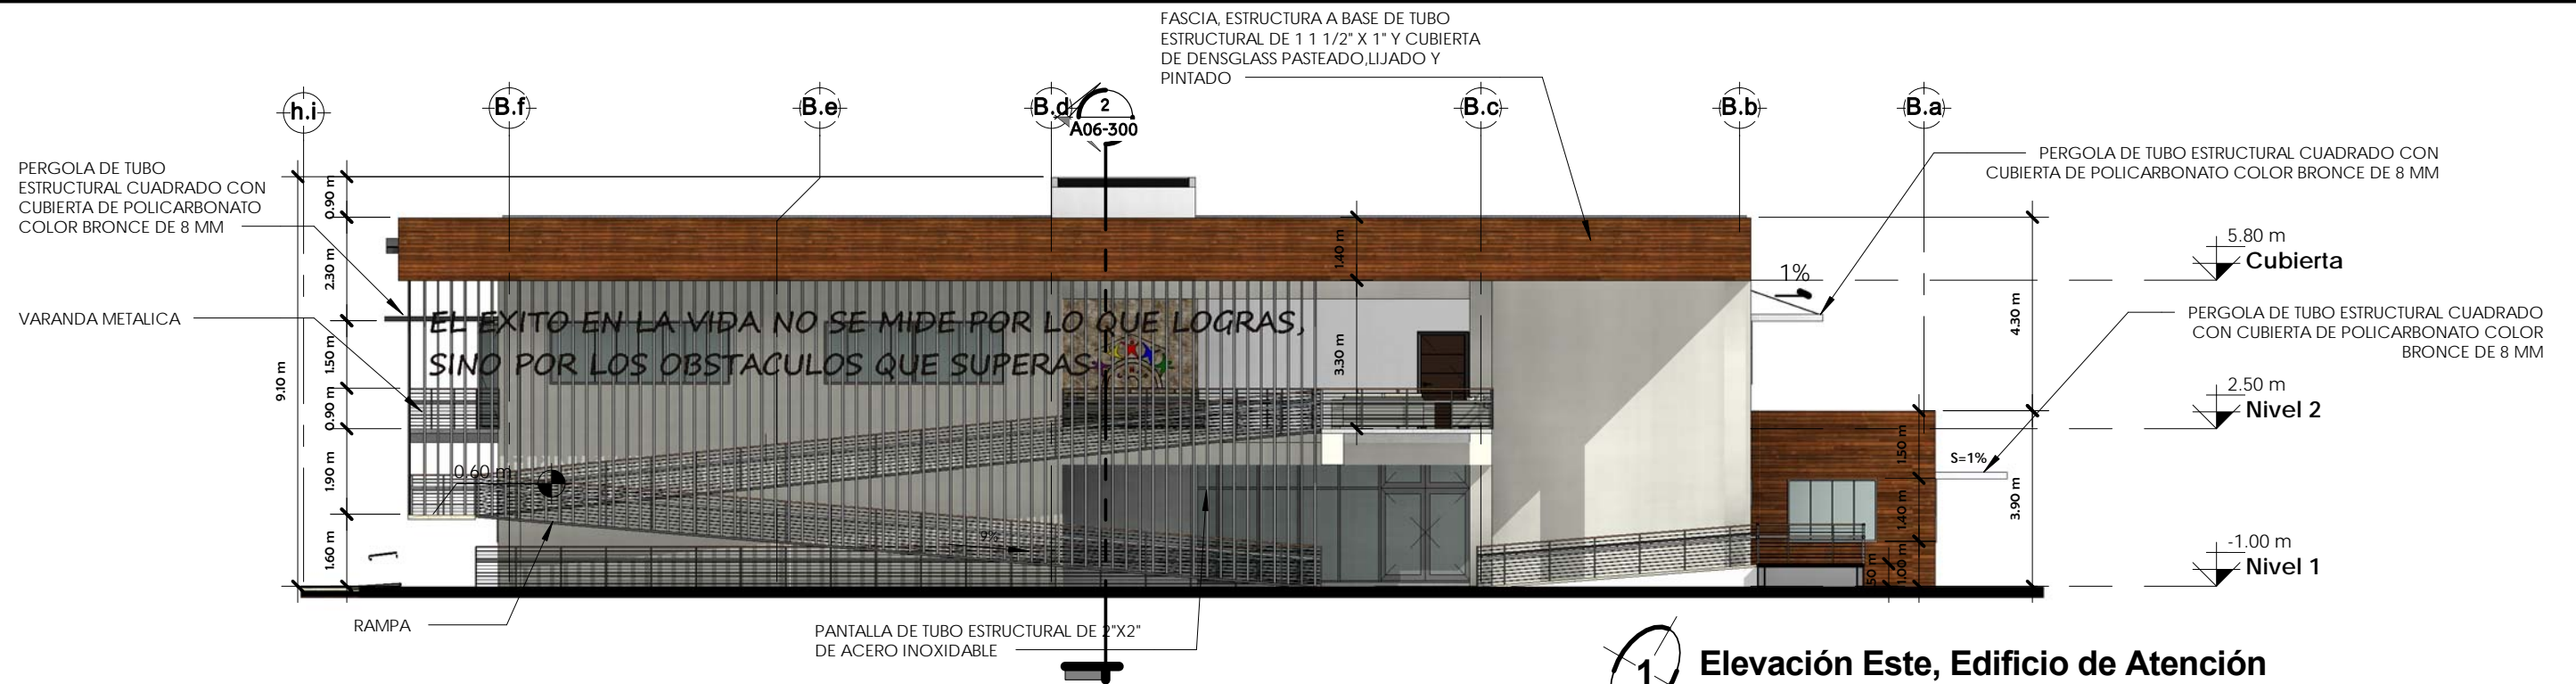 FASCIA, ESTRUCTURA A BASE DE TUBO
ESTRUCTURAL DE 1 1 1/2" X 1" Y CUBIERTA
DE DENSGLASS PASTEADO,LIJADO Y
PINTADO
h.i
B.f
B.e
B.d
2
A06-300
B.c
B.b
B.a
PERGOLA DE TUBO
ESTRUCTURAL CUADRADO CON
CUBIERTA DE POLICARBONATO
COLOR BRONCE DE 8 MM
VARANDA METALICA
PERGOLA DE TUBO ESTRUCTURAL CUADRADO CON
CUBIERTA DE POLICARBONATO COLOR BRONCE DE 8 MM
PERGOLA DE TUBO ESTRUCTURAL CUADRADO
CON CUBIERTA DE POLICARBONATO COLOR
BRONCE DE 8 MM
9.10 m
0.90 m
2.30 m
1.50 m
0.90 m
1.90 m
1.60 m
EL EXITO EN LA VIDA NO SE MIDE POR LO QUE LOGRAS,
SINO POR LOS OBSTACULOS QUE SUPERAS
0.60 m
9%
1.40 m
3.30 m
1%
S=1%
1.50 m
1.40 m
1.00 m
50 m
4.30 m
3.90 m
5.80 m
Cubierta
2.50 m
Nivel 2
-1.00 m
Nivel 1
RAMPA
PANTALLA DE TUBO ESTRUCTURAL DE 2"X2"
DE ACERO INOXIDABLE
1
Elevación Este, Edificio de Atención